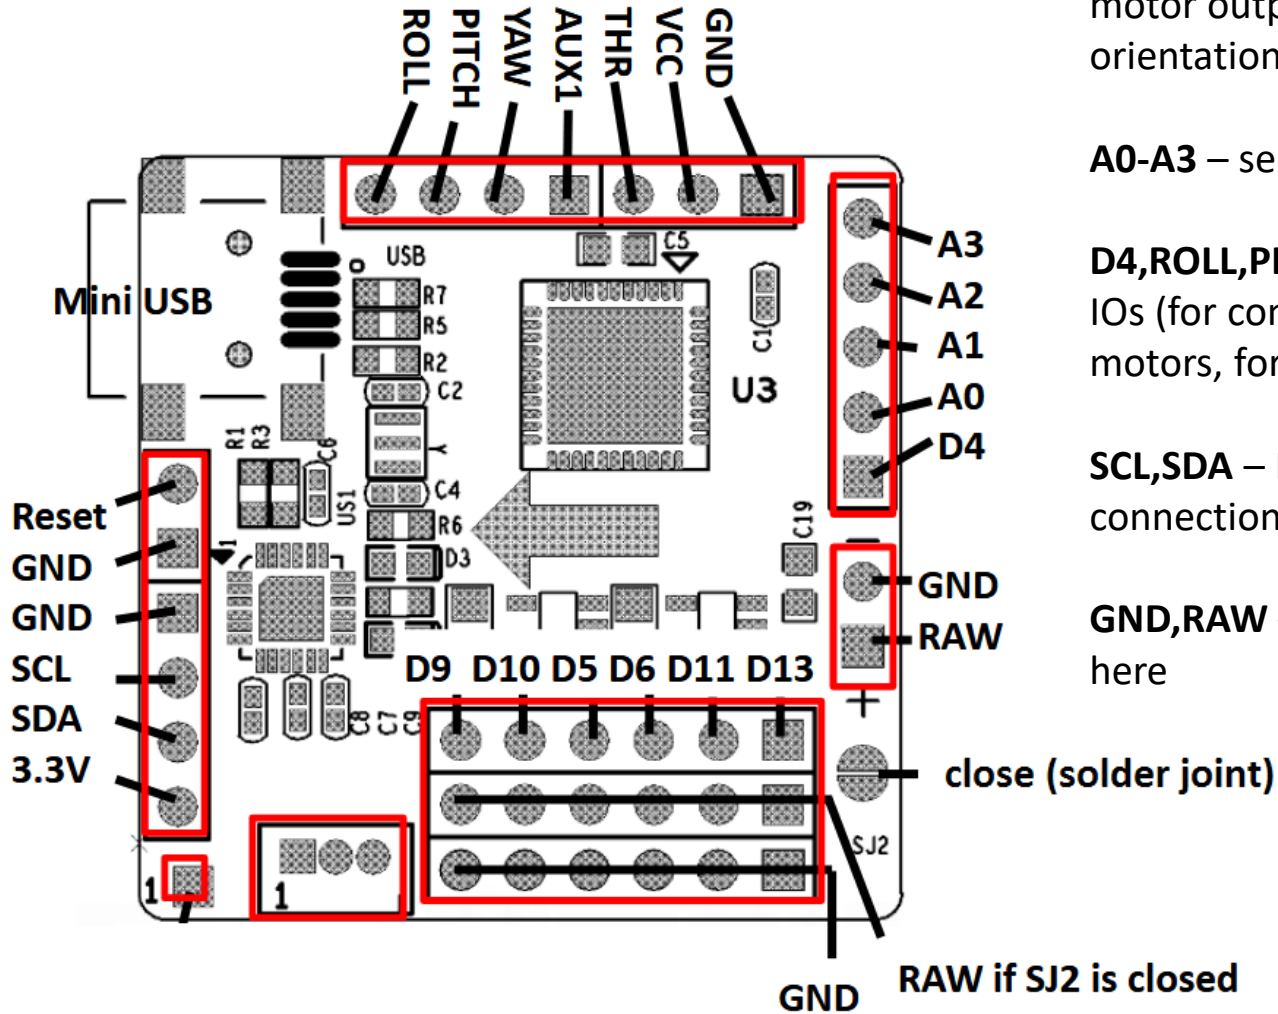 ROLL
PITCH
YAW
AUX1
THR
VCC
GND
motor outp
orientation
A0-A3 – se
D4,ROLL,PI
IOs (for con
motors, for
SCL,SDA –
connection
GND,RAW
here
USB
C5
Mini USB
R7
R5
R2
C2
C1
U3
A3
A2
A1
A0
D4
R1
R3
C6
Y
US1
C4
R6
D3
C19
1
Reset
GND
GND
SCL
SDA
3.3V
–
GND
RAW
+
D9 D10 D5 D6 D11 D13
C8
C7
C9
close (solder joint)
SJ2
1
1
GND
RAW if SJ2 is closed